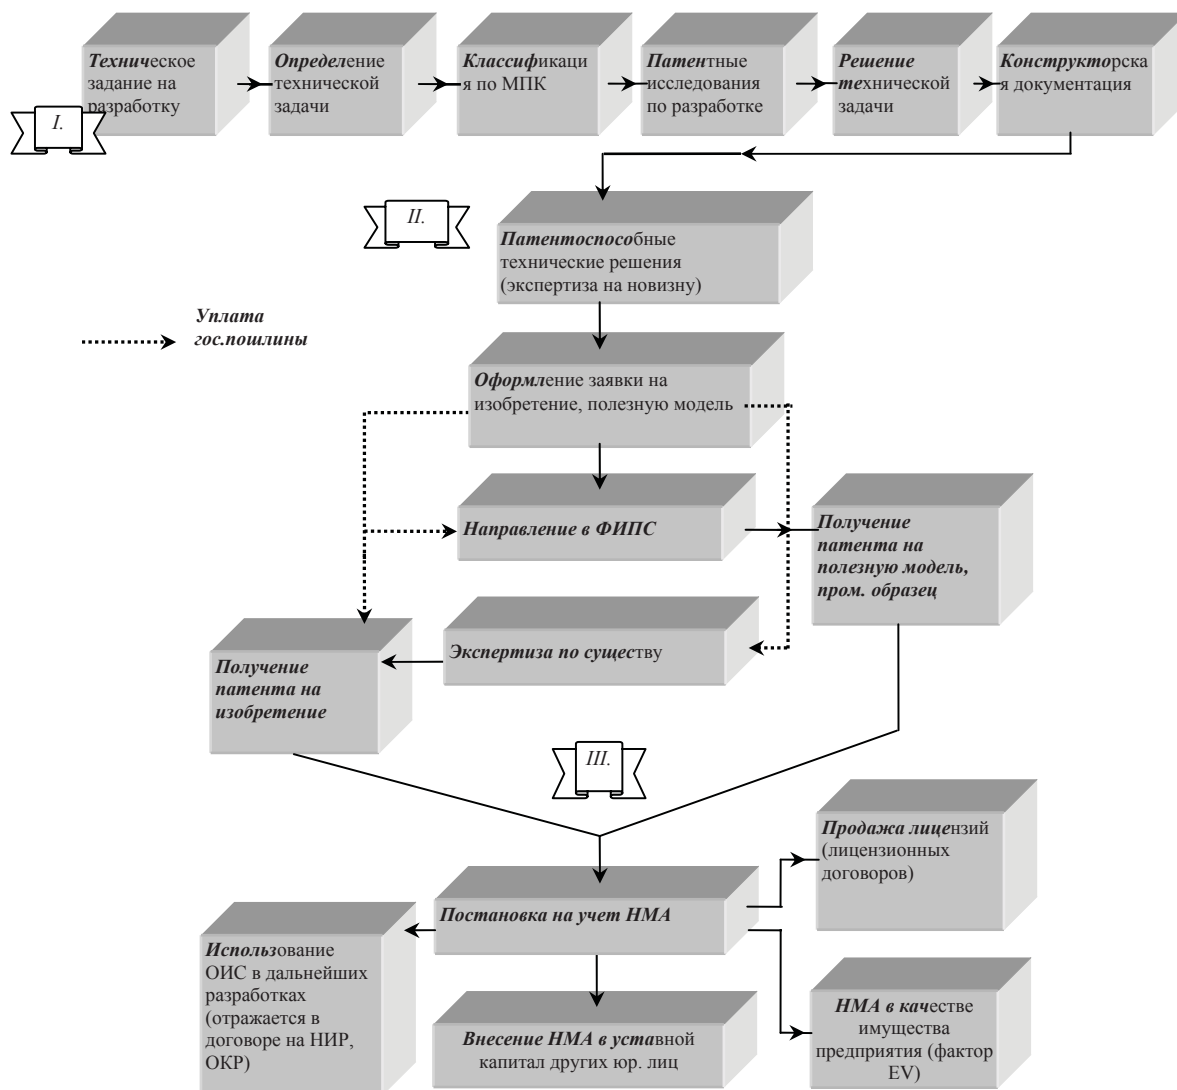 Техническое
задание на
разработку
Определение
технической
задачи
Классификаци
я по МПК
Патентные
исследования
по разработке
Решение
технической
задачи
Конструкторска
я документация
I.
II.
Патентоспособные
технические решения
(экспертиза на новизну)
Уплата
гос.пошлины
Оформление заявки на
изобретение, полезную модель
Направление в ФИПС
Получение
патента на
полезную модель,
пром. образец
Экспертиза по существу
Получение
патента на
изобретение
III.
Продажа лицензий
(лицензионных
договоров)
Постановка на учет НМА
Использование
ОИС в дальнейших
разработках
(отражается в
договоре на НИР,
ОКР)
Внесение НМА в уставной
капитал других юр. лиц
НМА в качестве
имущества
предприятия (фактор
EV)